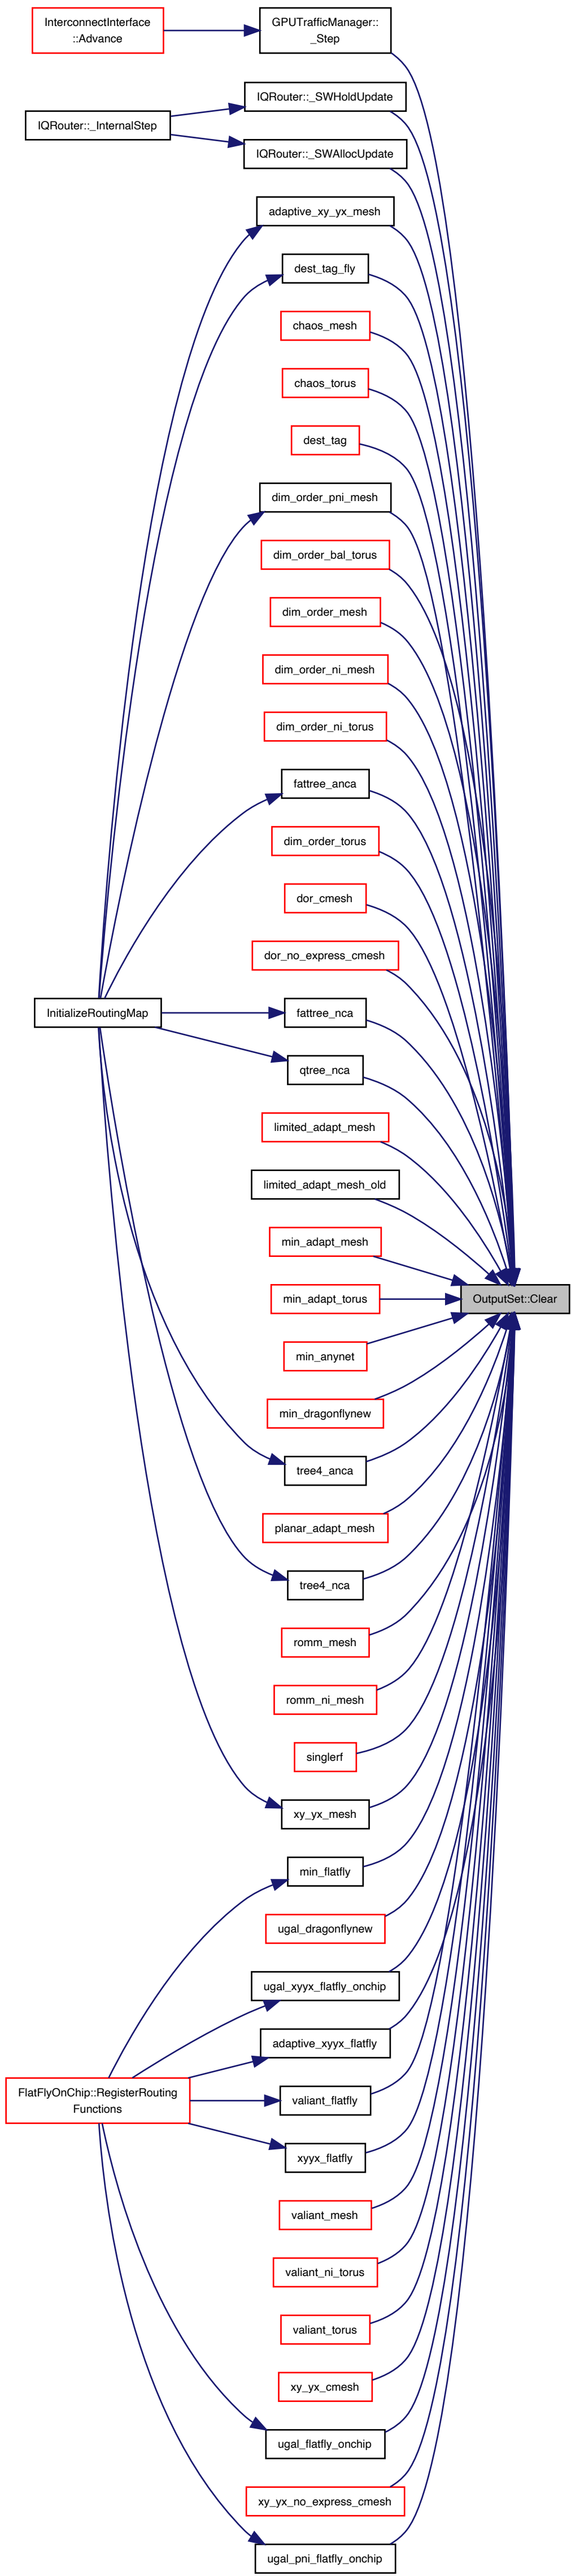 InterconnectInterface
::Advance
GPUTrafficManager::
_Step
IQRouter::_SWHoldUpdate
IQRouter::_InternalStep
IQRouter::_SWAllocUpdate
adaptive_xy_yx_mesh
dest_tag_fly
chaos_mesh
chaos_torus
dest_tag
dim_order_pni_mesh
dim_order_bal_torus
dim_order_mesh
dim_order_ni_mesh
dim_order_ni_torus
fattree_anca
dim_order_torus
dor_cmesh
dor_no_express_cmesh
InitializeRoutingMap
fattree_nca
qtree_nca
limited_adapt_mesh
limited_adapt_mesh_old
min_adapt_mesh
min_adapt_torus
OutputSet::Clear
min_anynet
min_dragonflynew
tree4_anca
planar_adapt_mesh
tree4_nca
romm_mesh
romm_ni_mesh
singlerf
xy_yx_mesh
min_flatfly
ugal_dragonflynew
ugal_xyyx_flatfly_onchip
adaptive_xyyx_flatfly
FlatFlyOnChip::RegisterRouting
Functions
valiant_flatfly
xyyx_flatfly
valiant_mesh
valiant_ni_torus
valiant_torus
xy_yx_cmesh
ugal_flatfly_onchip
xy_yx_no_express_cmesh
ugal_pni_flatfly_onchip